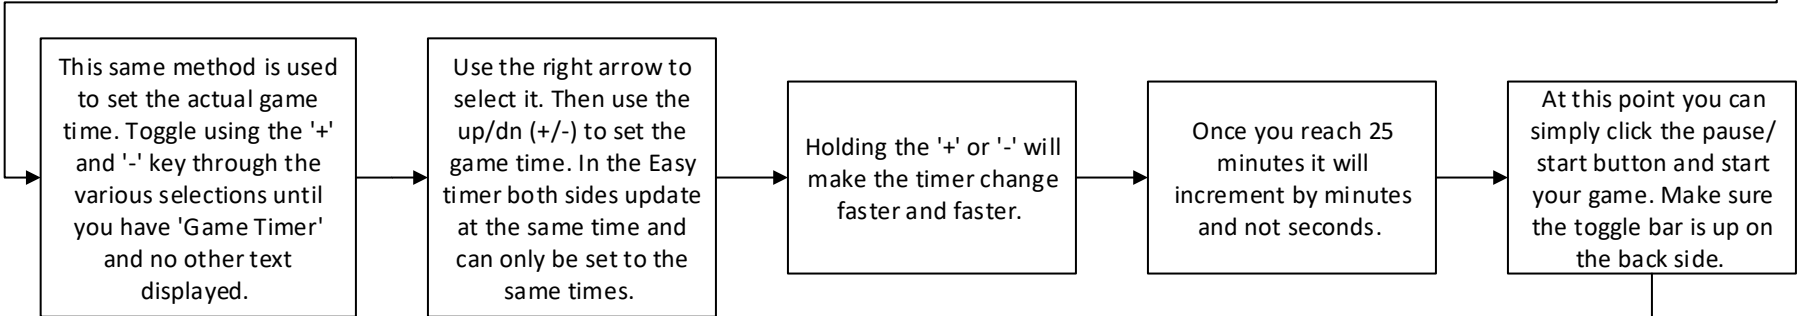 This same method is used
to set the actual game
time. Toggle using the '+'
and '-' key through the
various selections until
you have 'Game Timer'
and no other text
displayed.
Use the right arrow to
select it. Then use the
up/dn (+/-) to set the
game time. In the Easy
timer both sides update
at the same time and
can only be set to the
same times.
Holding the '+' or '-' will
make the timer change
faster and faster.
Once you reach 25
minutes it will
increment by minutes
and not seconds.
At this point you can
simply click the pause/
start button and start
your game. Make sure
the toggle bar is up on
the back side.